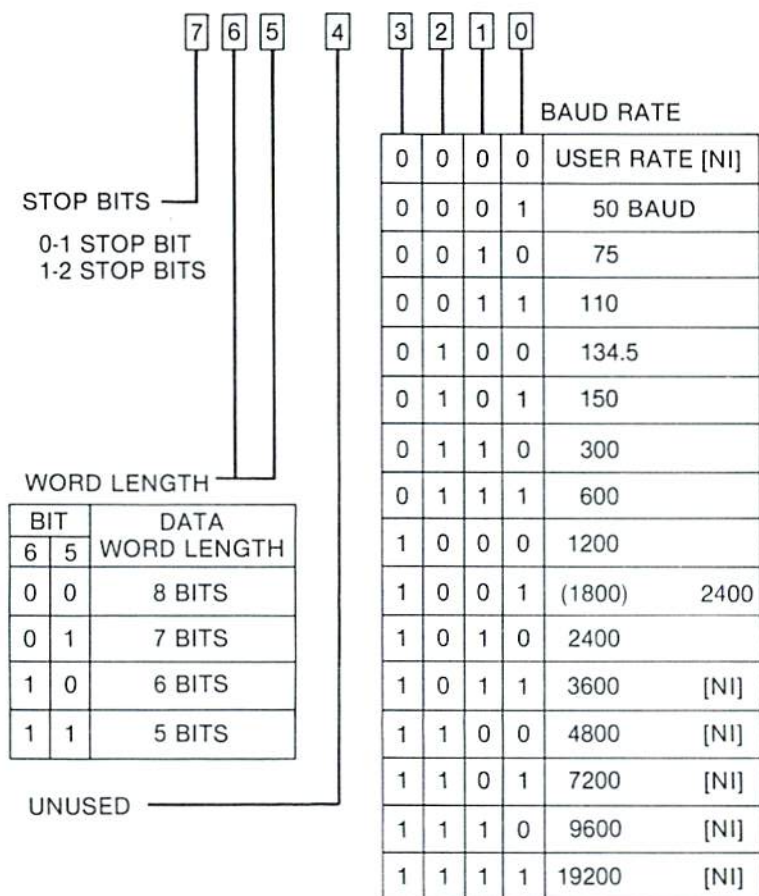 7 6 5 4 3 2 1 0
BAUD RATE
0 0 0 0 USER RATE [NI]
STOP BITS
0-1 STOP BIT
1-2 STOP BITS
0 0 0 1 50 BAUD
0 0 1 0 75
0 0 1 1 110
0 1 0 0 134.5
0 1 0 1 150
0 1 1 0 300
0 1 1 1 600
1 0 0 0 1200
1 0 0 1 (1800) 2400
1 0 1 0 2400
1 0 1 1 3600 [NI]
1 1 0 0 4800 [NI]
1 1 0 1 7200 [NI]
1 1 1 0 9600 [NI]
1 1 1 1 19200 [NI]
WORD LENGTH
BIT DATA
6 5 WORD LENGTH
0 0 8 BITS
0 1 7 BITS
1 0 6 BITS
1 1 5 BITS
UNUSED